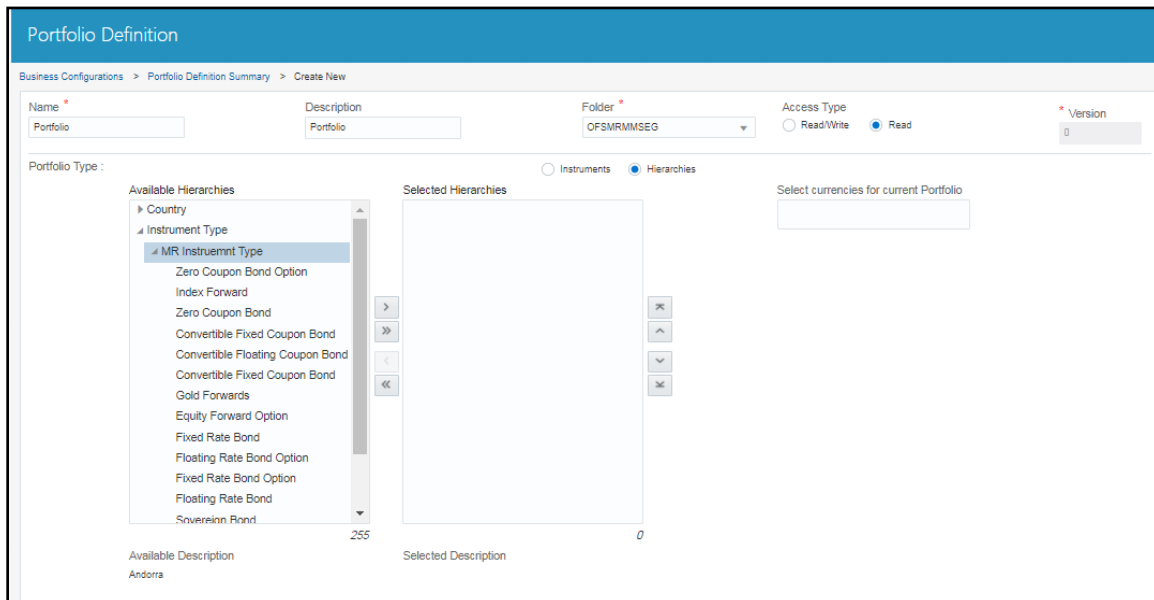 Portfolio Definition
Business Configurations > Portfolio Definition Summary > Create New
Name * Description Folder * Access Type * Version
Portfolio Portfolio OFSMRMMSEG Read/Write Read 0
Portfolio Type : Instruments Hierarchies
Available Hierarchies Selected Hierarchies Select currencies for current Portfolio
Country
Instrument Type
MR Instruemnt Type
Zero Coupon Bond Option
Index Forward
Zero Coupon Bond
Convertible Fixed Coupon Bond
Convertible Floating Coupon Bond
Convertible Fixed Coupon Bond
Gold Forwards
Equity Forward Option
Fixed Rate Bond
Floating Rate Bond Option
Fixed Rate Bond Option
Floating Rate Bond
Sovereign Bond
255 0
Available Description Selected Description
Andorra